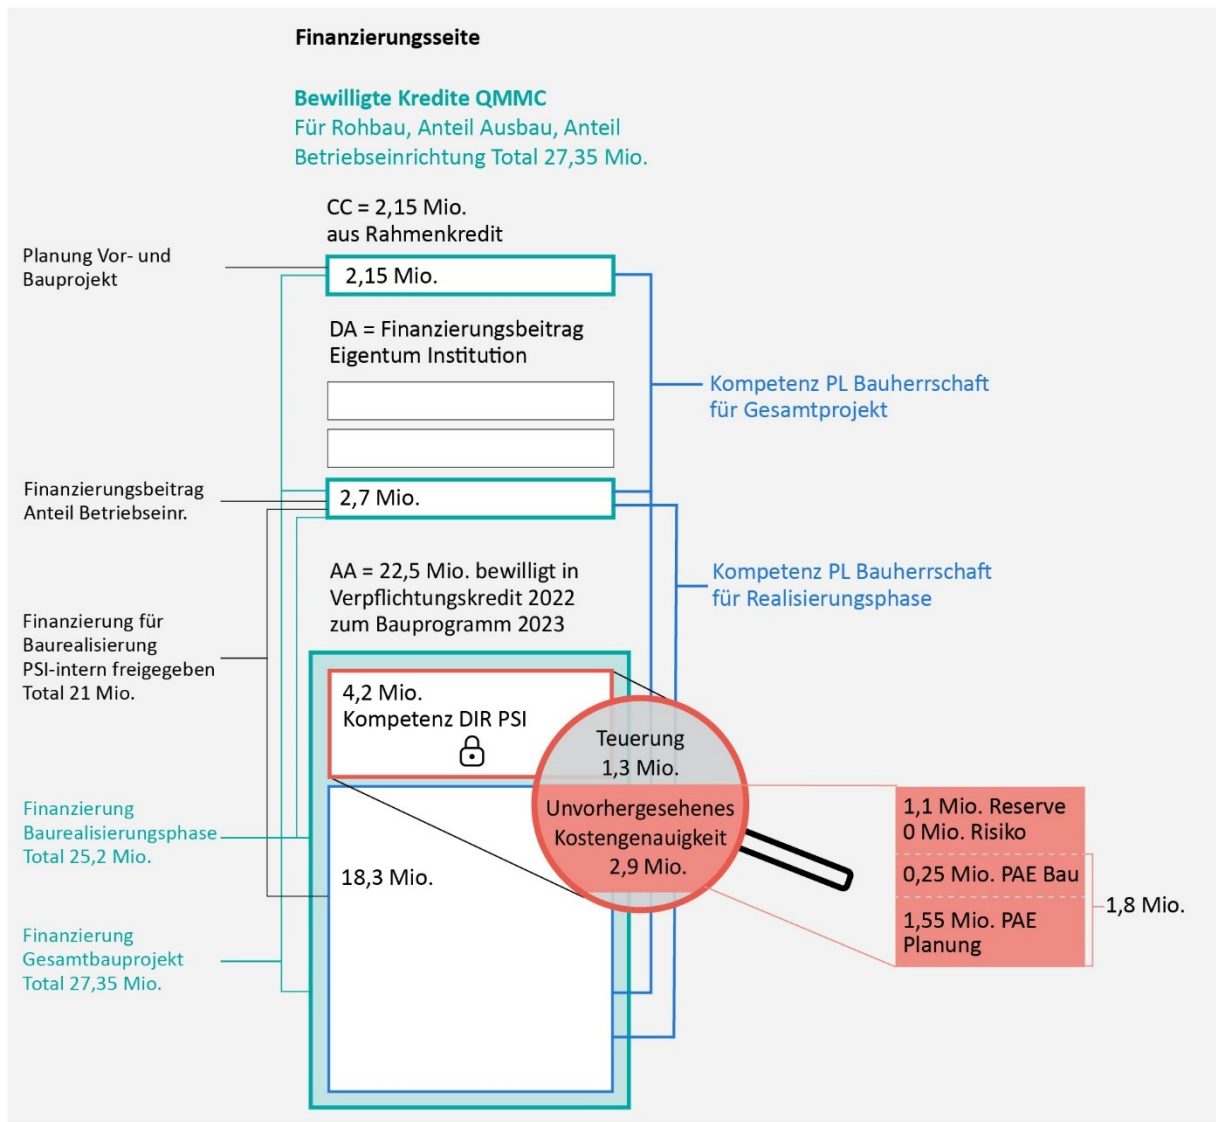 Finanzierungsseite
Bewilligte Kredite QMMC
Für Rohbau, Anteil Ausbau, Anteil
Betriebseinrichtung Total 27,35 Mio.
CC = 2,15 Mio.
aus Rahmenkredit
Planung Vor- und
Bauprojekt
2,15 Mio.
DA = Finanzierungsbeitrag
Eigentum Institution
Kompetenz PL Bauherrschaft
für Gesamtprojekt
Finanzierungsbeitrag
Anteil Betriebseinr.
2,7 Mio.
AA = 22,5 Mio. bewilligt in
Verpflichtungskredit 2022
zum Bauprogramm 2023
Kompetenz PL Bauherrschaft
für Realisierungsphase
Finanzierung für
Baurealisierung
PSI-intern freigegeben
Total 21 Mio.
4,2 Mio.
Kompetenz DIR PSI
Teuerung
1,3 Mio.
Unvorhergesehenes
Kostengenauigkeit
2,9 Mio.
1,1 Mio. Reserve
0 Mio. Risiko
0,25 Mio. PAE Bau
1,55 Mio. PAE
Planung
1,8 Mio.
Finanzierung
Baurealisierungsphase
Total 25,2 Mio.
18,3 Mio.
Finanzierung
Gesamtbauprojekt
Total 27,35 Mio.